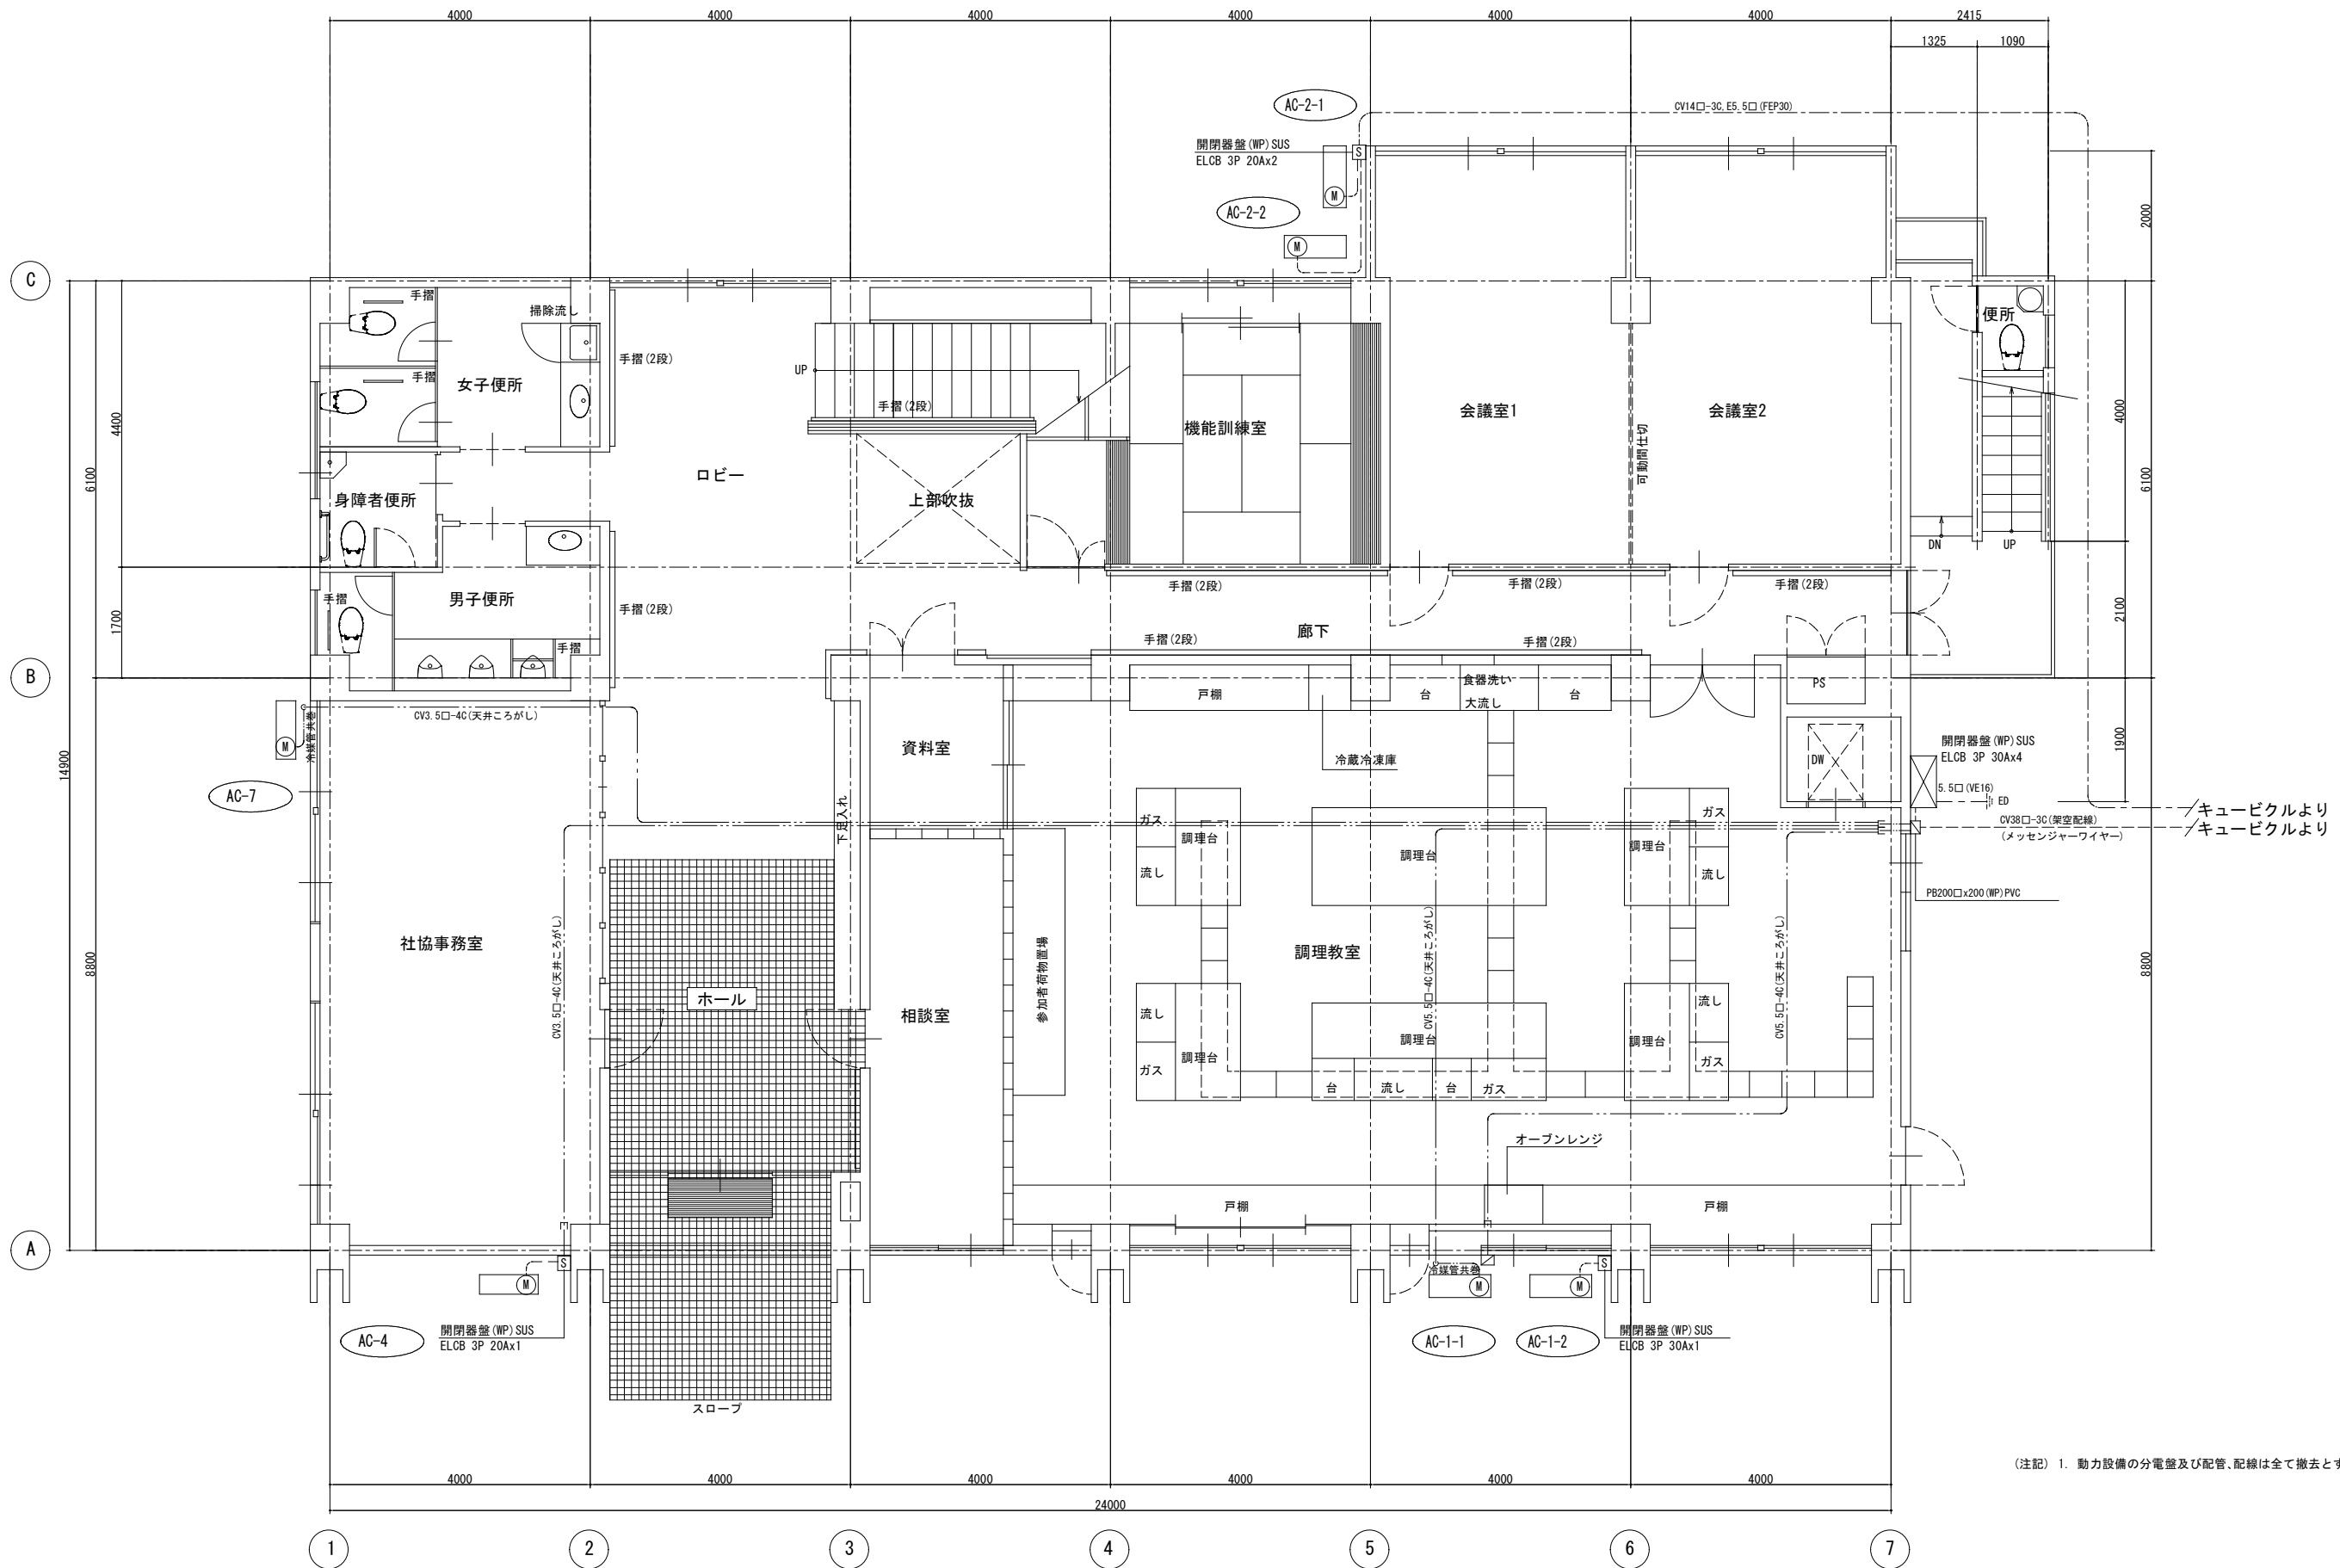 4000 4000 4000 4000 4000 4000 2415
1325 1090
AC-2-1
CV14□-3C, E5.5□(FEP30)
開閉器盤(WP)SUS
ELCB 3P 20Ax2
S
M
AC-2-2
M
2000
C
手摺
掃除流し
便所
手摺
女子便所
手摺(2段)
UP
手摺(2段)
機能訓練室
会議室1
会議室2
可動間仕切
4400
4000
6100
6100
ロビー
上部吹抜
身障者便所
DN
UP
手摺
男子便所
手摺(2段)
手摺(2段)
手摺(2段)
手摺(2段)
1700
2100
廊下
手摺
手摺(2段)
手摺(2段)
B
戸棚
台
食器洗い
大流し
台
PS
CV3.5□-4C(天井ころがし)
冷媒管共巻
M
資料室
冷蔵冷凍庫
DW
開閉器盤(WP)SUS
ELCB 3P 30Ax4
1900
14900
AC-7
下足入れ
5.5□(VE16)
ED
キュービクルより
CV38□-3C(架空配線)
(メッセンジャーワイヤー)
キュービクルより
ガス
調理台
流し
調理台
調理台
ガス
流し
PB200□x200(WP)PVC
8800
8800
社協事務室
CV3.5□-4C(天井ころがし)
参加者荷物置場
調理教室
CV5.5□-4C(天井ころがし)
CV5.5□-4C(天井ころがし)
ホール
相談室
流し
調理台
ガス
調理台
台
流し
台
ガス
調理台
流し
ガス
オーブンレンジ
戸棚
戸棚
A
S
M
冷媒管共巻
M
M
S
AC-4
開閉器盤(WP)SUS
ELCB 3P 20Ax1
AC-1-1
AC-1-2
開閉器盤(WP)SUS
ELCB 3P 30Ax1
スロープ
(注記) 1. 動力設備の分電盤及び配管、配線は全て撤去とす
4000 4000 4000 4000 4000 4000
24000
1 2 3 4 5 6 7